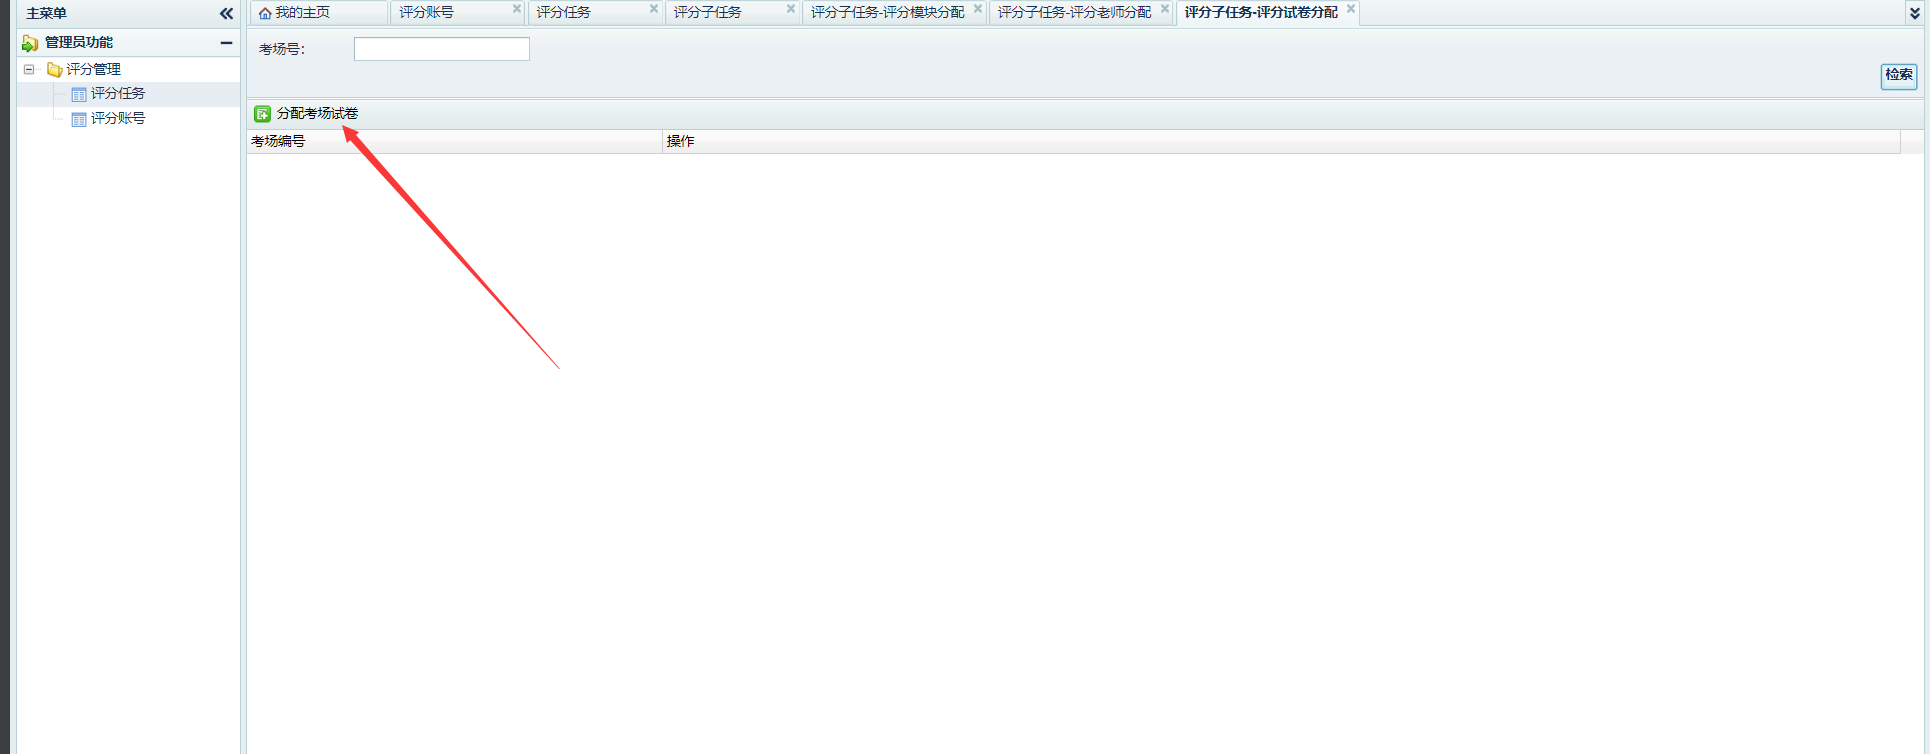 主菜单
管理员功能
评分管理
评分任务
评分账号
我的主页 评分账号 评分任务 评分子任务 评分子任务-评分模块分配 评分子任务-评分老师分配 评分子任务-评分试卷分配
考场号：
检索
分配考场试卷
考场编号 操作